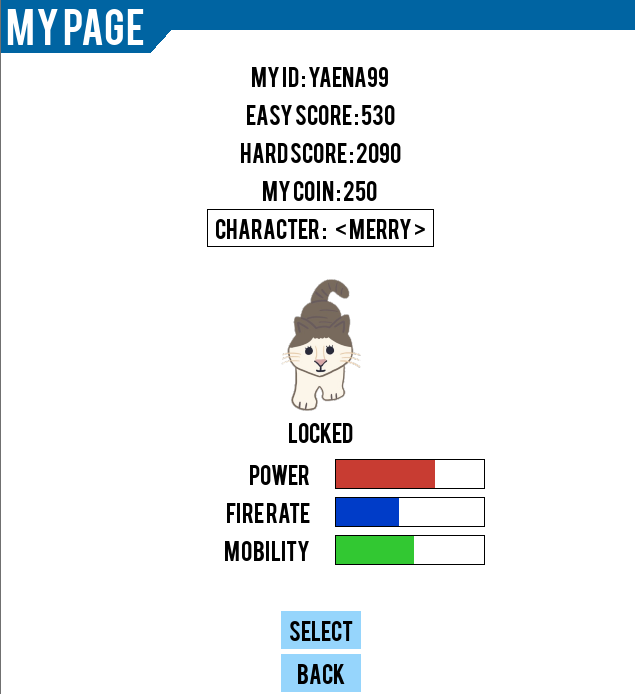 MY PAGE
MY ID : YAENA99
EASY SCORE : 530
HARD SCORE : 2090
MY COIN : 250
CHARACTER : < MERRY >
LOCKED
POWER
FIRE RATE
MOBILITY
SELECT
BACK